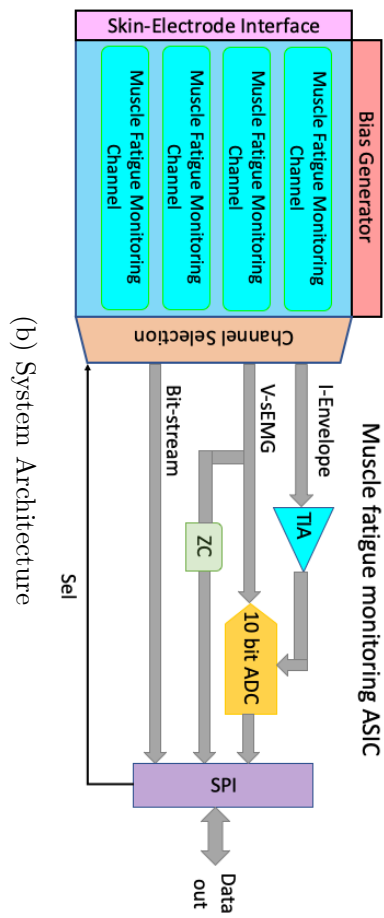 Muscle fatigue monitoring ASIC
Skin-Electrode Interface
Bias Generator
Muscle Fatigue Monitoring
Channel
Muscle Fatigue Monitoring
Channel
Muscle Fatigue Monitoring
Channel
Muscle Fatigue Monitoring
Channel
Channel Selection
I-Envelope
TIA
V-sEMG
10 bit ADC
ZC
Bit-stream
SPI
Data
out
Sel
(b) System Architecture